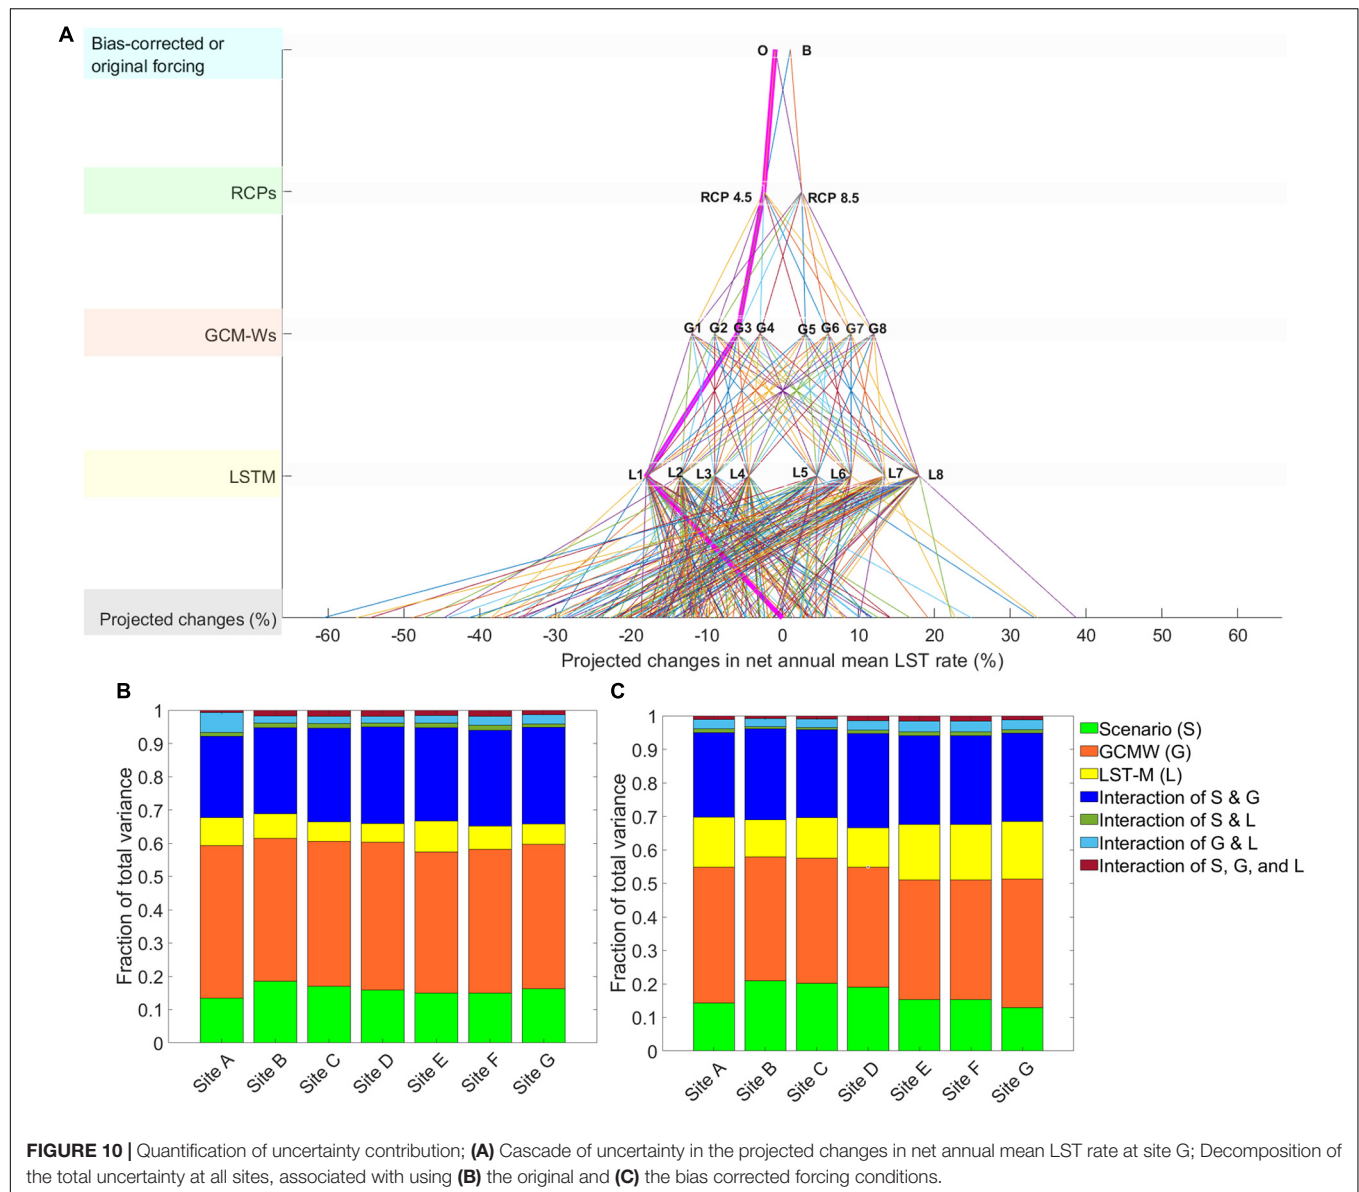 A
Bias-corrected or
original forcing
O B
RCPs
RCP 4.5 RCP 8.5
GCM-Ws
G1 G2 G3 G4 G5 G6 G7 G8
LSTM
L1 L2 L3 L4 L5 L6 L7 L8
Projected changes (%)
-60 -50 -40 -30 -20 -10 0 10 20 30 40 50 60
Projected changes in net annual mean LST rate (%)
B
Fraction of total variance
1
0.9
0.8
0.7
0.6
0.5
0.4
0.3
0.2
0.1
0
Site A Site B Site C Site D Site E Site F Site G
C
Fraction of total variance
1
0.9
0.8
0.7
0.6
0.5
0.4
0.3
0.2
0.1
0
Site A Site B Site C Site D Site E Site F Site G
Scenario (S)
GCMW (G)
LST-M (L)
Interaction of S & G
Interaction of S & L
Interaction of G & L
Interaction of S, G, and L
FIGURE 10 | Quantification of uncertainty contribution; (A) Cascade of uncertainty in the projected changes in net annual mean LST rate at site G; Decomposition of
the total uncertainty at all sites, associated with using (B) the original and (C) the bias corrected forcing conditions.